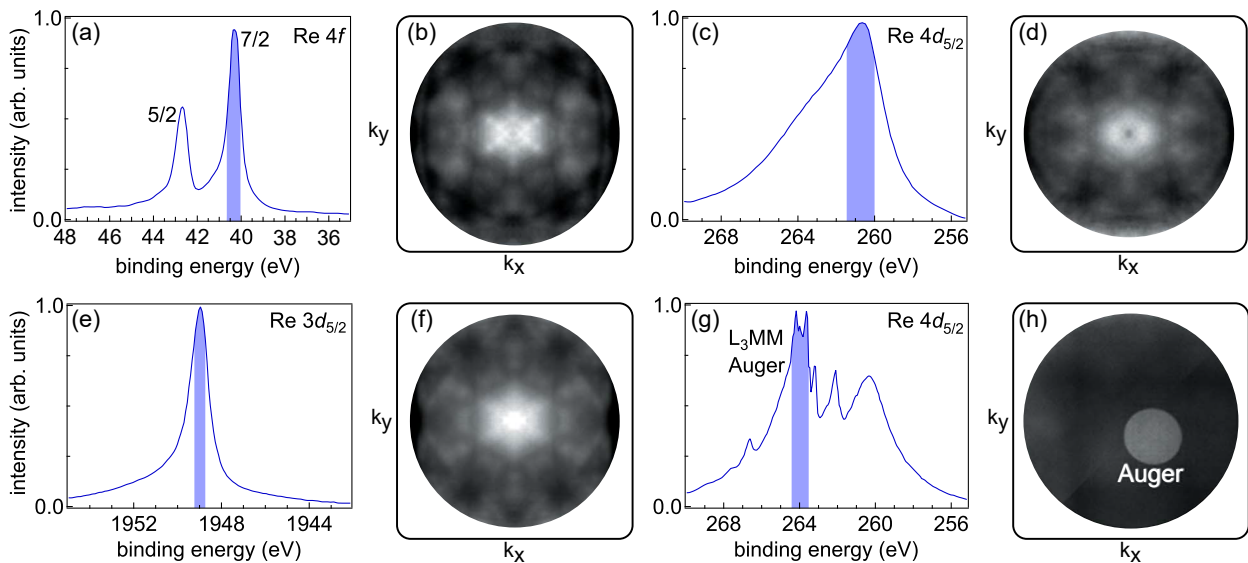 (a)
Re 4f
7/2
5/2
1.0
0.0
intensity (arb. units)
48 46 44 42 40 38 36
binding energy (eV)
(b)
ky
kx
(c)
Re 4d5/2
1.0
0.0
268 264 260 256
binding energy (eV)
(d)
ky
kx
(e)
Re 3d5/2
1.0
0.0
intensity (arb. units)
1952 1948 1944
binding energy (eV)
(f)
ky
kx
(g)
Re 4d5/2
L3MM
Auger
1.0
0.0
268 264 260 256
binding energy (eV)
(h)
Auger
ky
kx